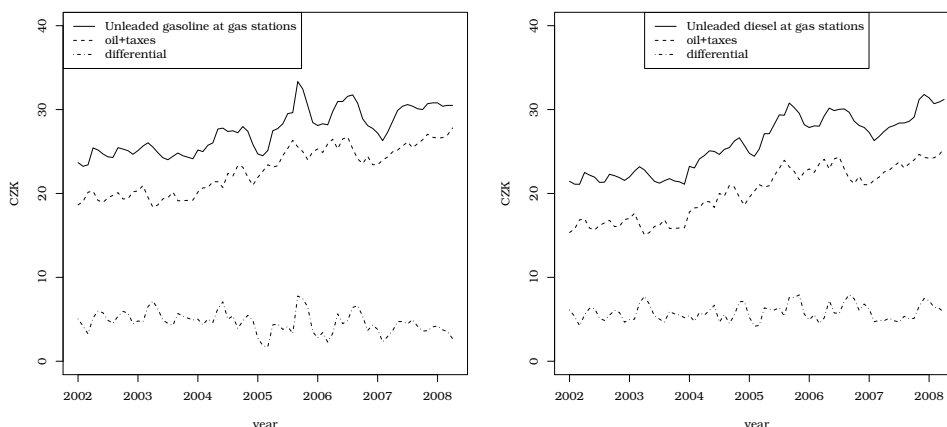 Unleaded gasoline at gas stations
oil+taxes
differential
CZK
40
30
20
10
0
2002 2003 2004 2005 2006 2007 2008
year
Unleaded diesel at gas stations
oil+taxes
differential
CZK
40
30
20
10
0
2002 2003 2004 2005 2006 2007 2008
year